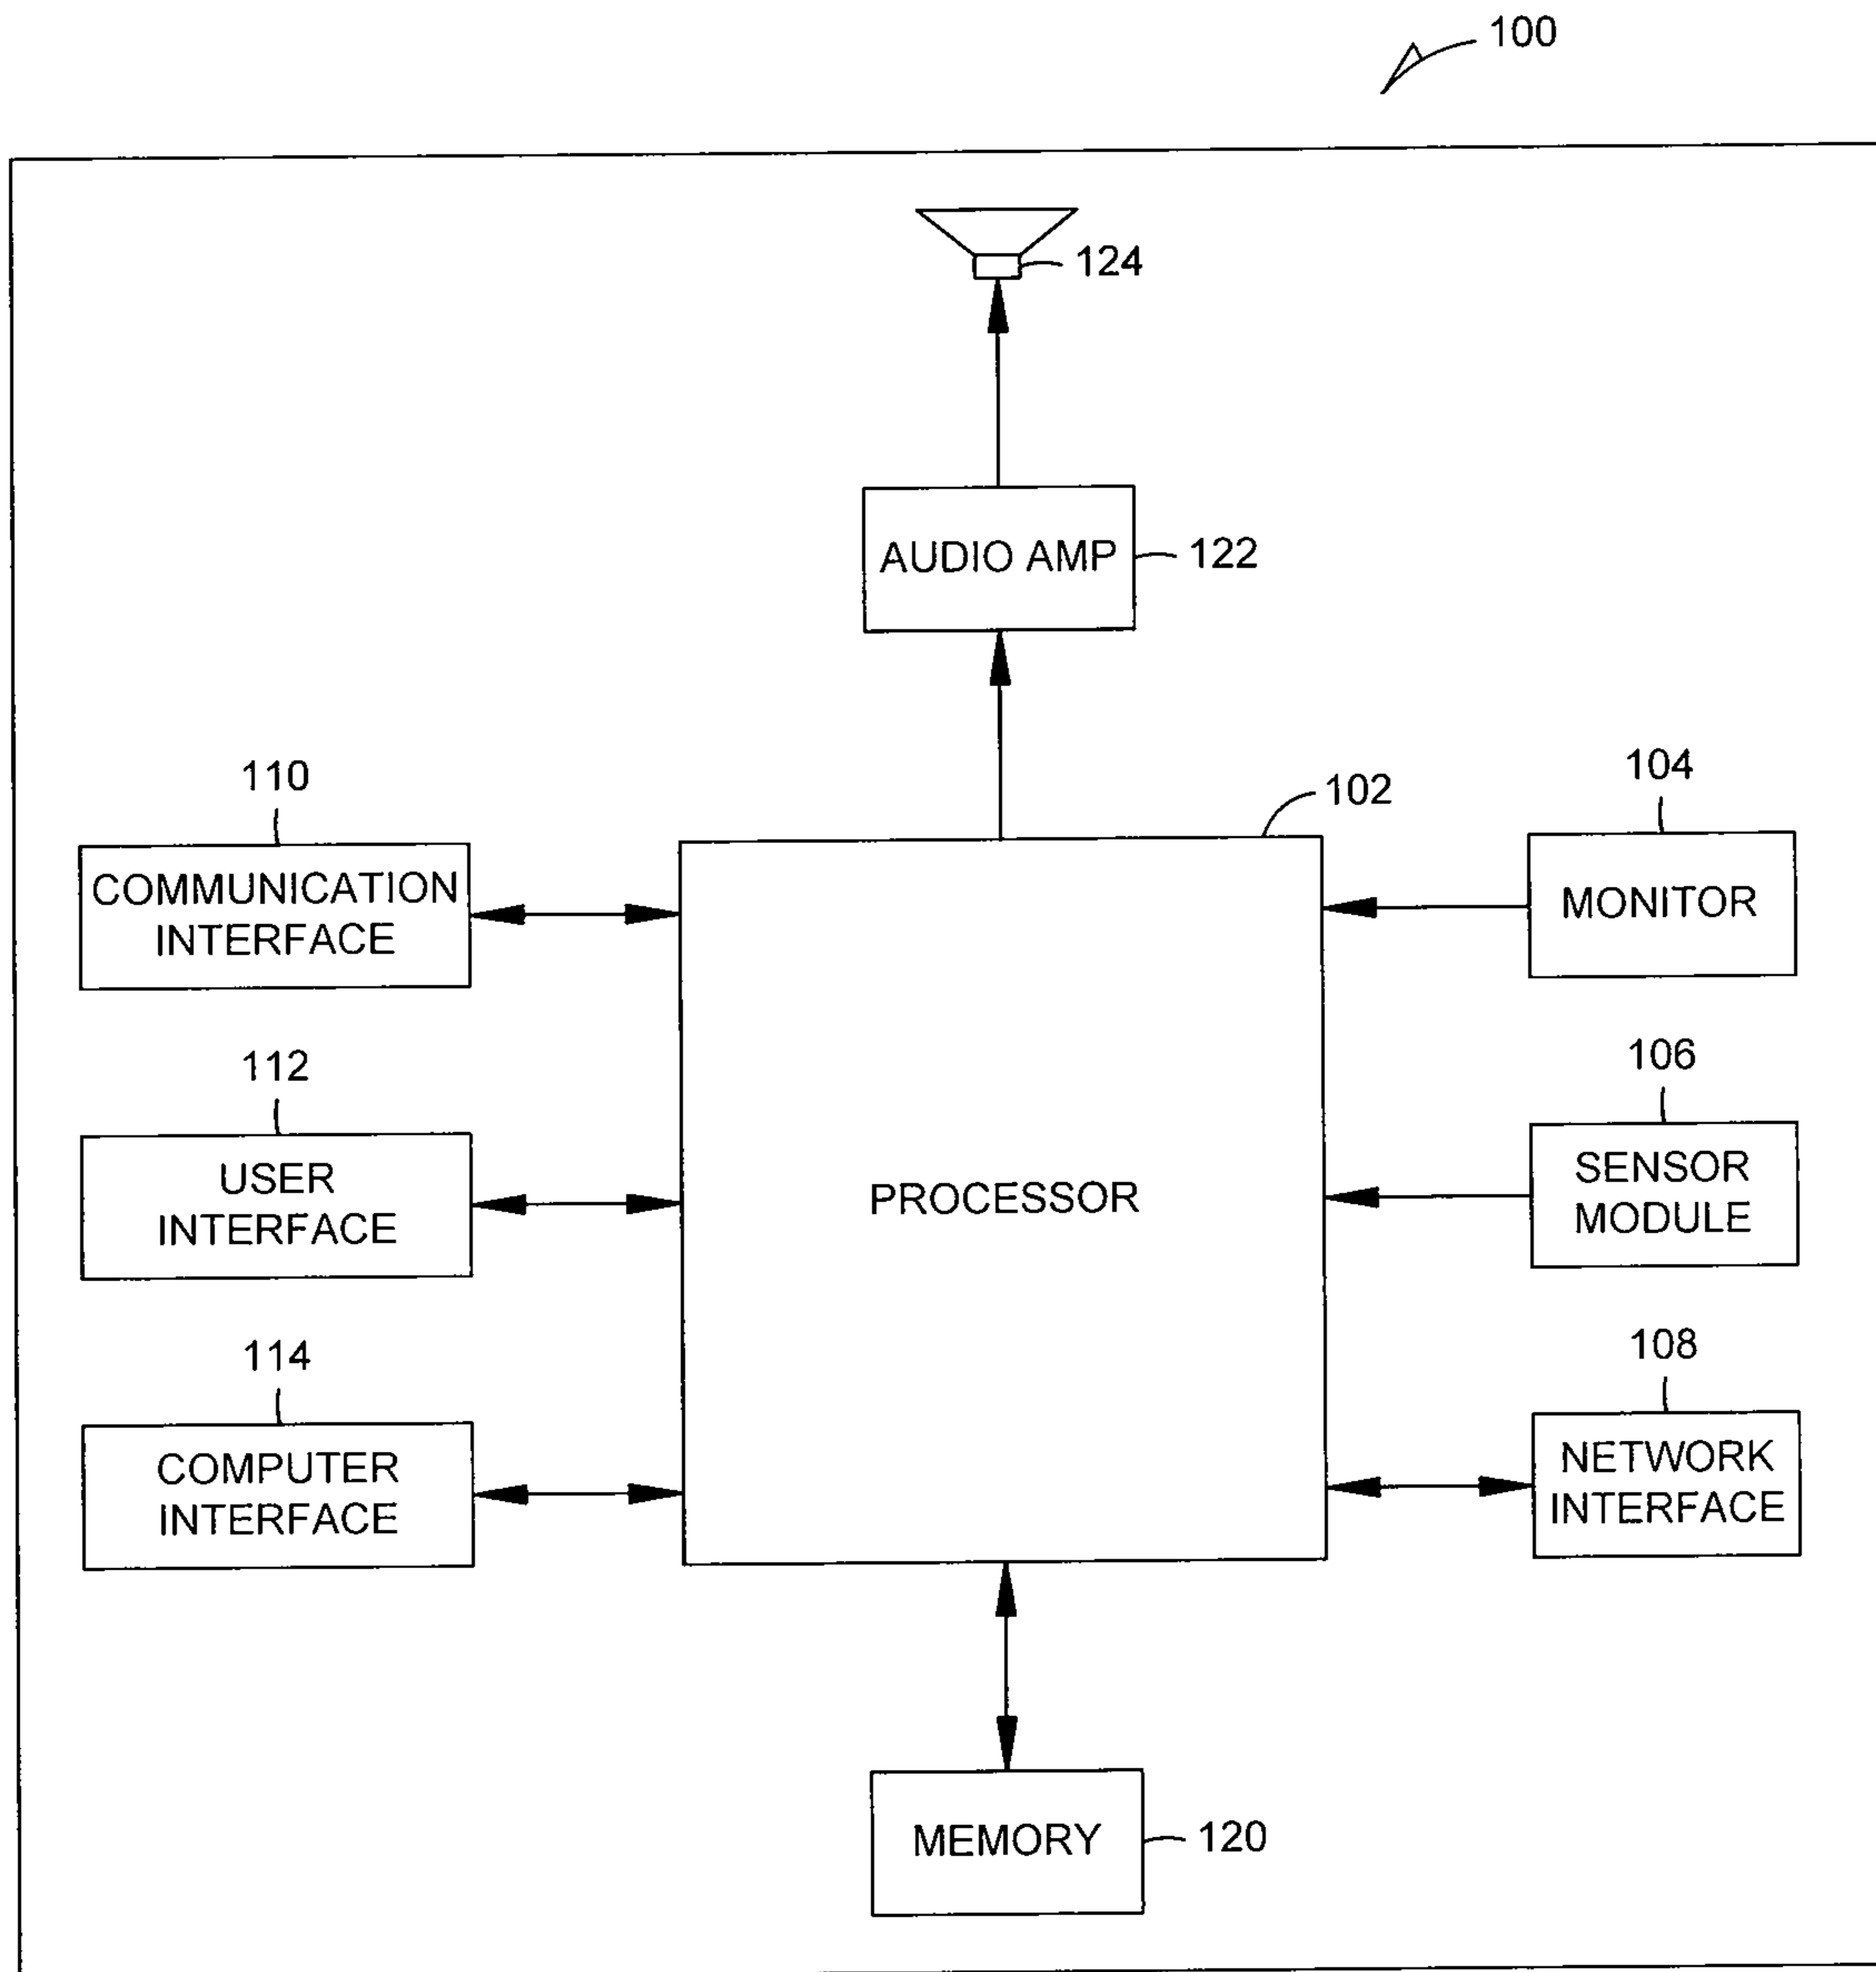 100
124
AUDIO AMP
122
110
102
104
COMMUNICATION
INTERFACE
MONITOR
112
106
USER
INTERFACE
PROCESSOR
SENSOR
MODULE
114
108
COMPUTER
INTERFACE
NETWORK
INTERFACE
MEMORY
120